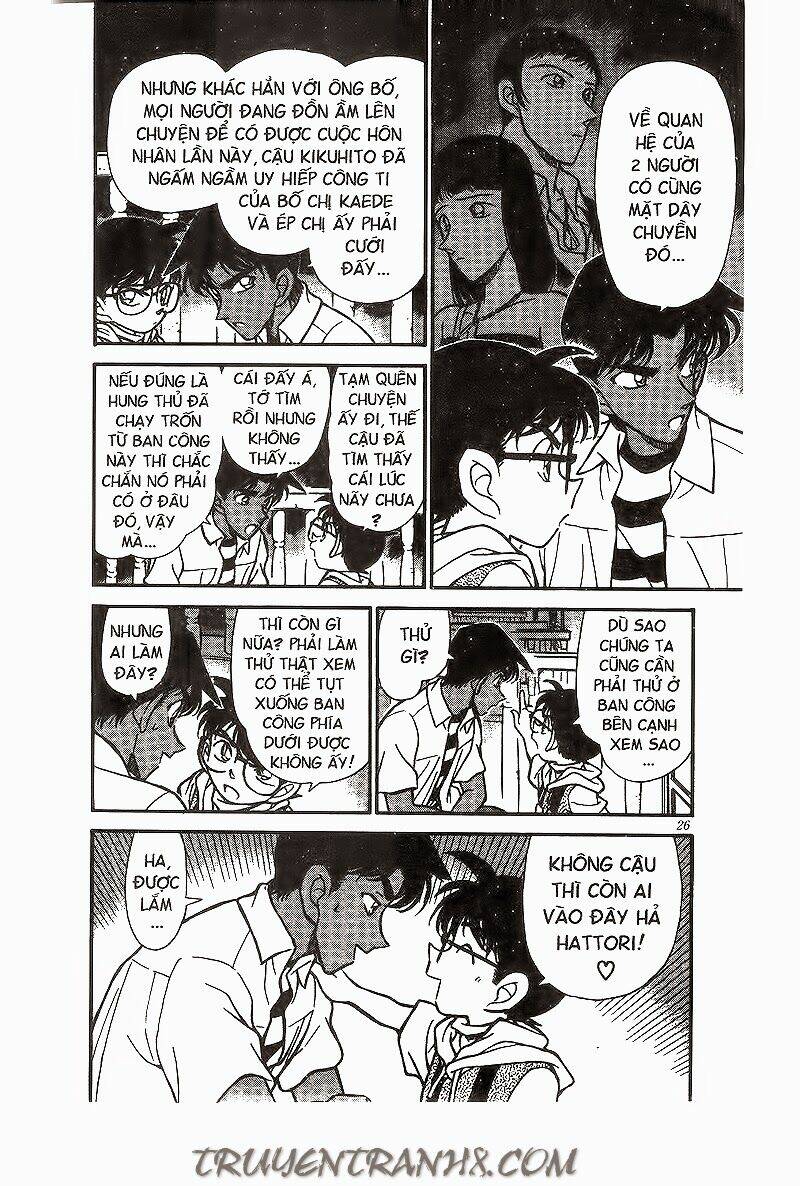 VỀ QUAN
HỆ CỦA
2 NGƯỜI
CÓ CÙNG
MẶT DÂY
CHUYỀN
ĐÓ...
NHƯNG KHÁC HẲN VỚI ÔNG BỐ,
MỌI NGƯỜI ĐANG ĐỒN ẦM LÊN
CHUYỆN ĐỂ CÓ ĐƯỢC CUỘC HÔN
NHÂN LẦN NÀY, CẬU KIKUHITO ĐÃ
NGẤM NGẦM UY HIẾP CÔNG TI
CỦA BỐ CHỊ KAEDE
VÀ ÉP CHỊ ẤY PHẢI
CƯỚI
ĐẤY...
TẠM QUÊN
CHUYỆN
ẤY ĐI, THẾ
CẬU ĐÃ
TÌM THẤY
CÁI LÚC
NÃY CHƯA
?
CÁI ĐẤY Á,
TỚ TÌM
RỒI NHƯNG
KHÔNG
THẤY...
NẾU ĐÚNG LÀ
HUNG THỦ ĐÃ
CHẠY TRỐN
TỪ BAN CÔNG
NÀY THÌ CHẮC
CHẮN NÓ PHẢI
CÓ Ở ĐÂU
ĐÓ, VẬY
MÀ...
DÙ SAO
CHÚNG TA
CŨNG CẦN
PHẢI THỬ Ở
BAN CÔNG
BÊN CẠNH
XEM SAO
...
THỬ
GÌ?
THÌ CÒN GÌ
NỮA? PHẢI LÀM
THỬ THẬT XEM
CÓ THỂ TỤT
XUỐNG BAN
CÔNG PHÍA
DƯỚI ĐƯỢC
KHÔNG ẤY!
NHƯNG
AI LÀM
ĐÂY?
26
KHÔNG CẬU
THÌ CÒN AI
VÀO ĐÂY HẢ
HATTORI!
♡
HA,
ĐƯỢC
LẮM
...
TRUYENTRANH8.COM